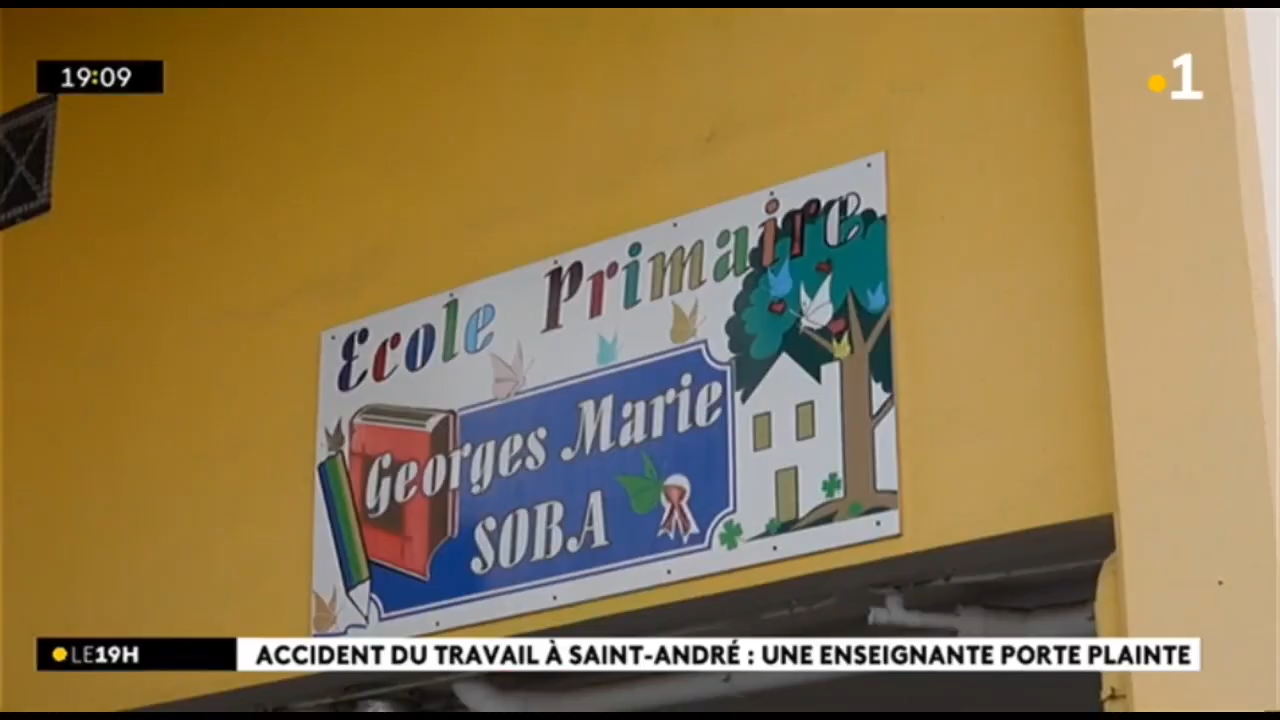 19:09
1
Ecole Primaire
Georges Marie
SOBA
LE19H
ACCIDENT DU TRAVAIL À SAINT-ANDRÉ : UNE ENSEIGNANTE PORTE PLAINTE